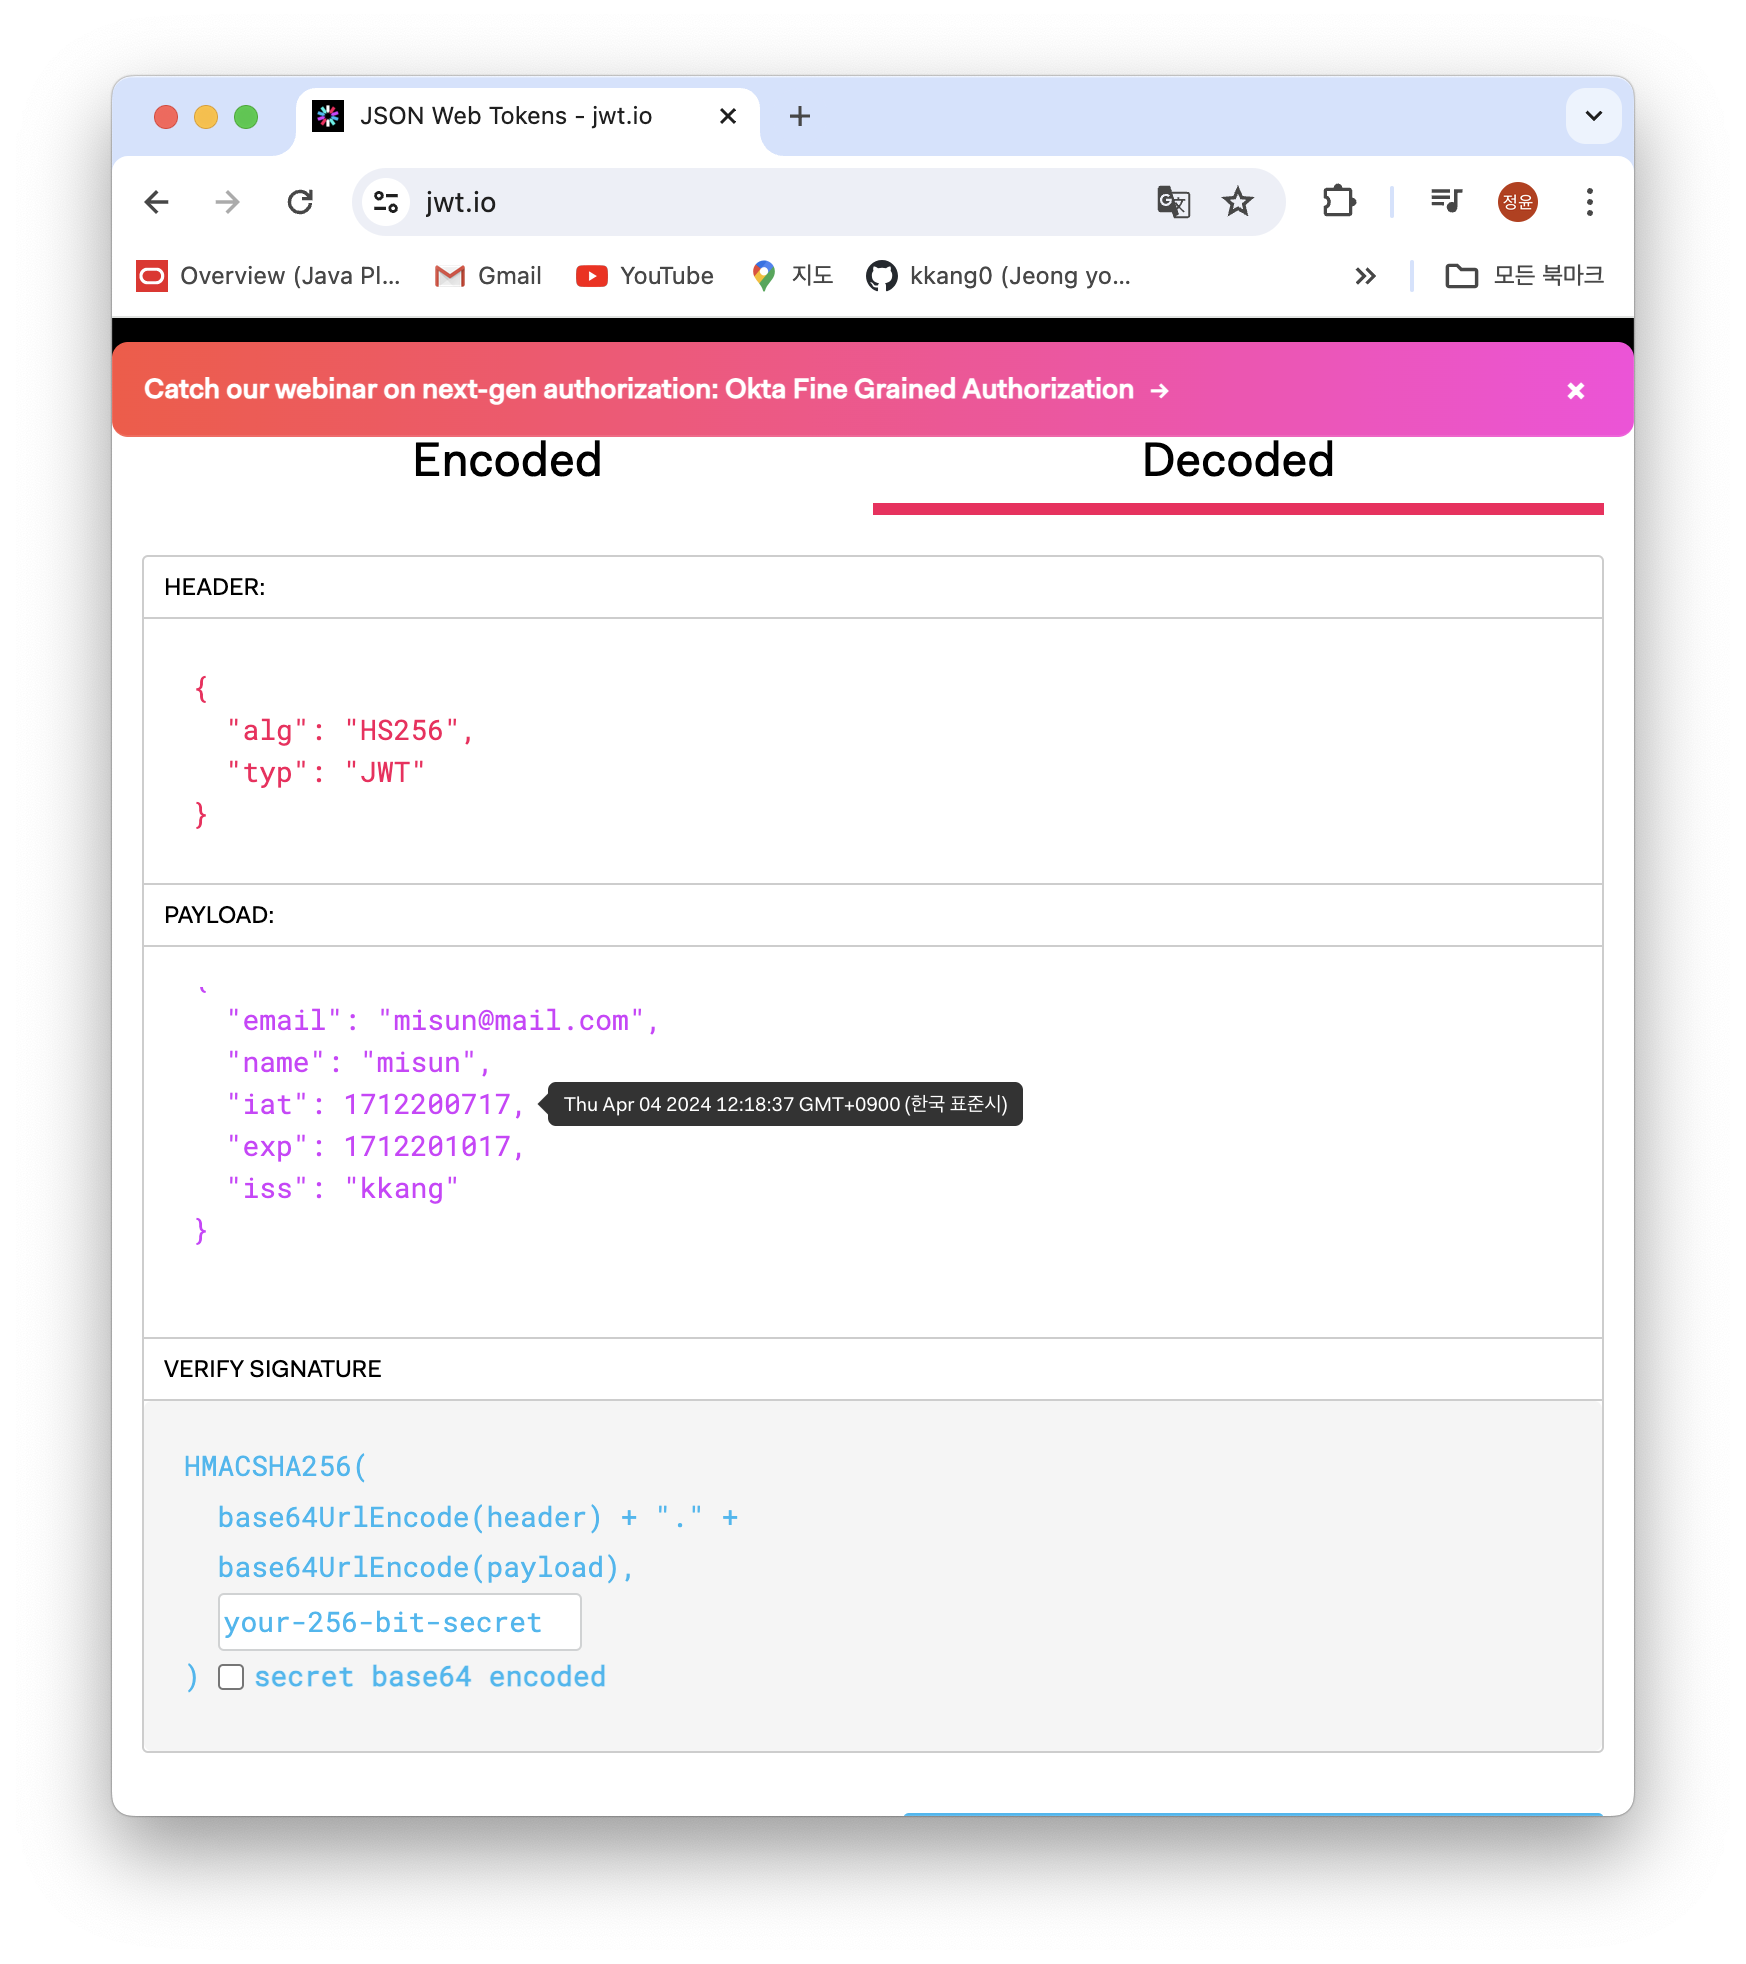 JSON Web Tokens - jwt.io
jwt.io
정윤
Overview (Java Pl...
Gmail
YouTube
지도
kkang0 (Jeong yo...
모든 북마크
Catch our webinar on next-gen authorization: Okta Fine Grained Authorization →
Encoded
Decoded
HEADER:
{
"alg": "HS256",
"typ": "JWT"
}
PAYLOAD:
{
"email": "misun@mail.com",
"name": "misun",
"iat": 1712200717,
Thu Apr 04 2024 12:18:37 GMT+0900 (한국 표준시)
"exp": 1712201017,
"iss": "kkang"
}
VERIFY SIGNATURE
HMACSHA256(
base64UrlEncode(header) + "." +
base64UrlEncode(payload),
your-256-bit-secret
) secret base64 encoded